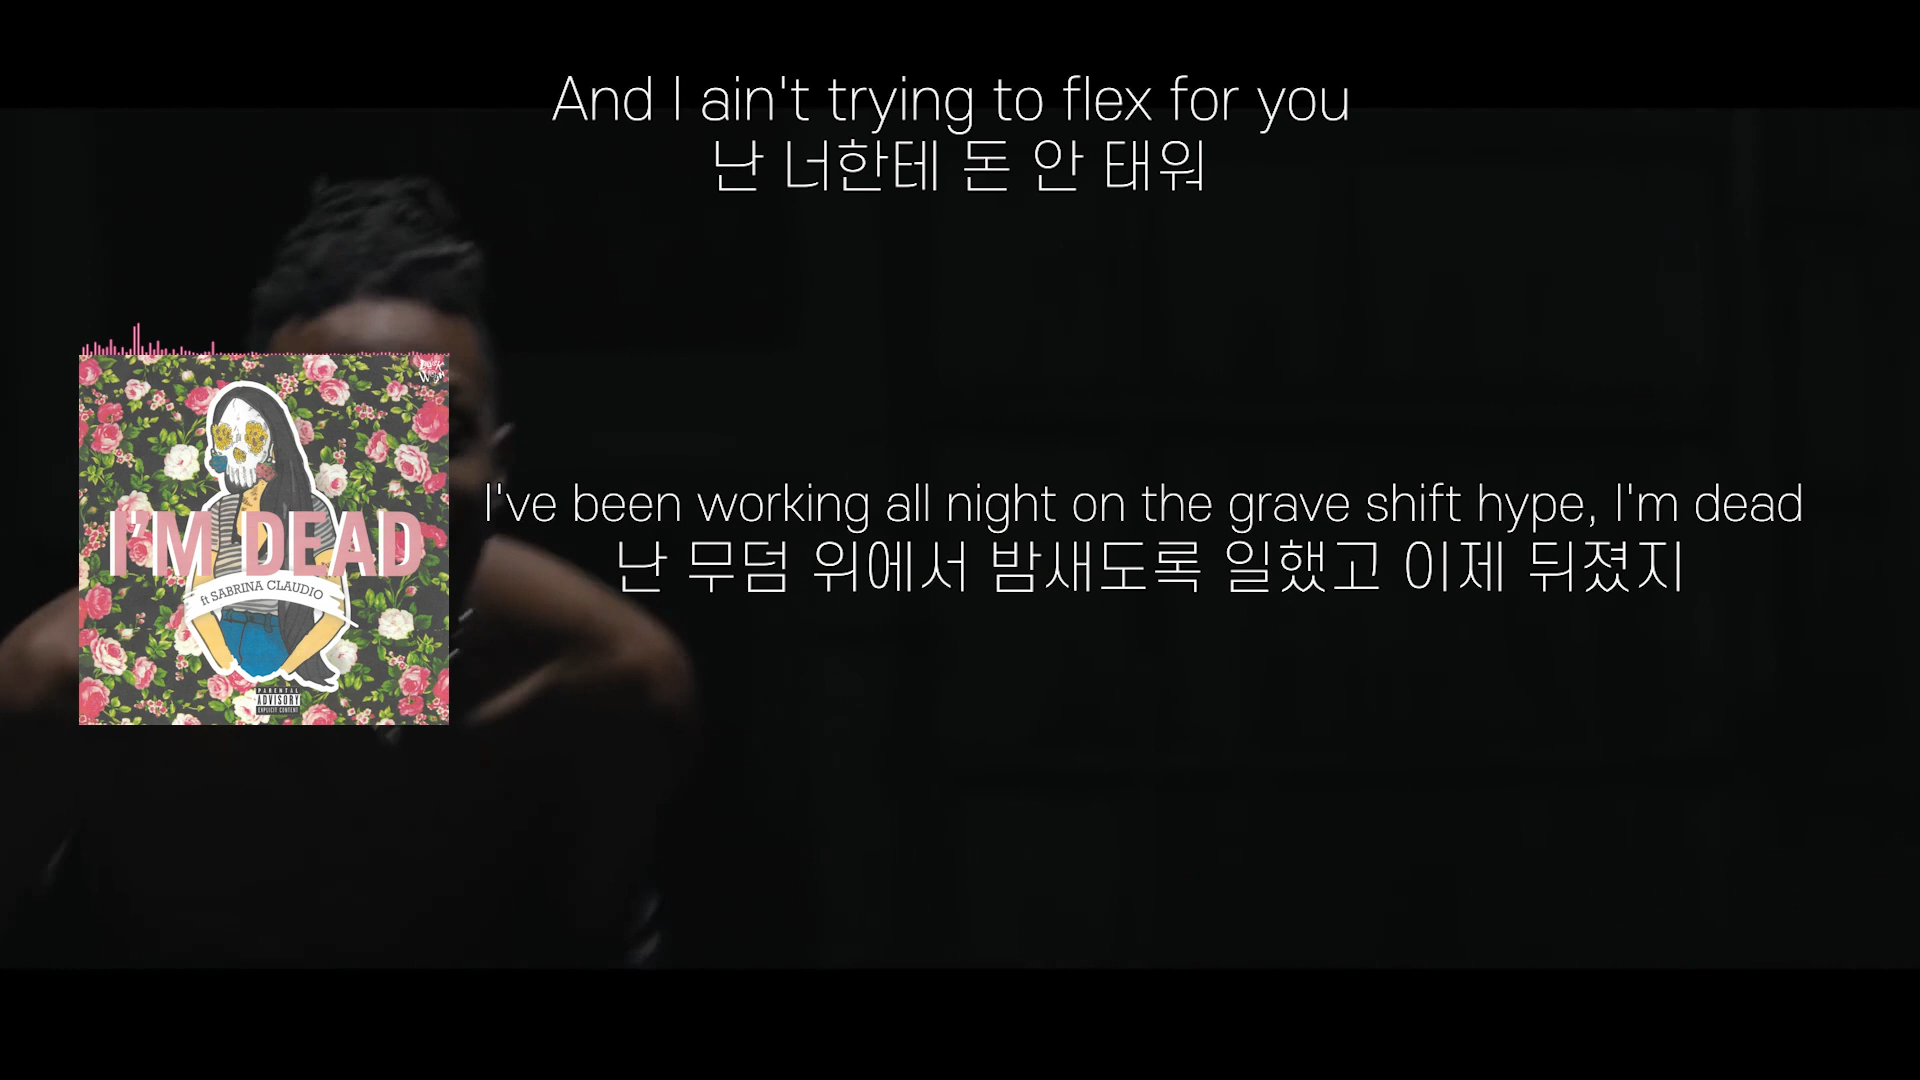 And I ain't trying to flex for you
난 너한테 돈 안 태워
I'M DEAD
ft SABRINA CLAUDIO
PARENTAL
ADVISORY
EXPLICIT CONTENT
I've been working all night on the grave shift hype, I'm dead
난 무덤 위에서 밤새도록 일했고 이제 뒤졌지